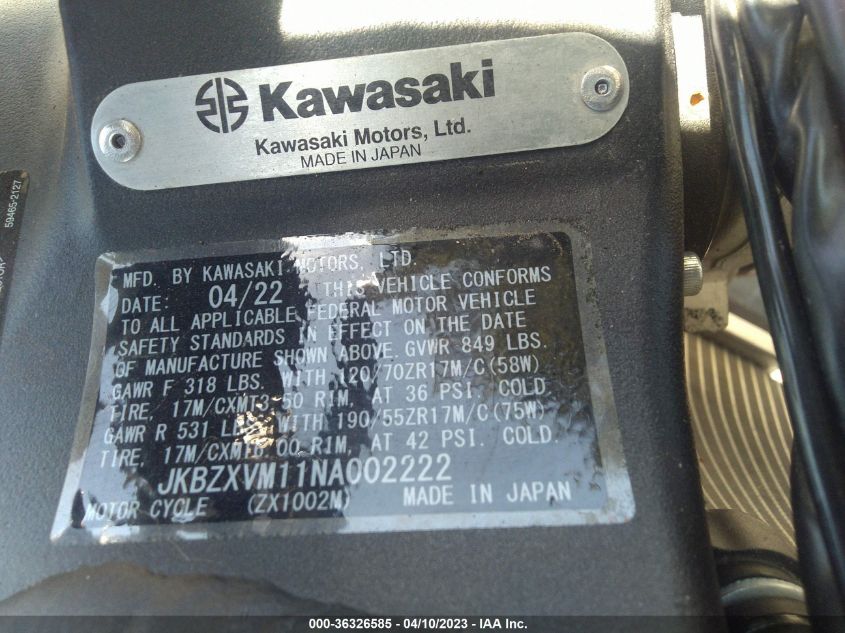 Kawasaki
Kawasaki Motors, Ltd.
MADE IN JAPAN
59465-2127
MFD. BY KAWASAKI MOTORS, LTD.
DATE: 04/22 THIS VEHICLE CONFORMS
TO ALL APPLICABLE FEDERAL MOTOR VEHICLE
SAFETY STANDARDS IN EFFECT ON THE DATE
OF MANUFACTURE SHOWN ABOVE. GVWR 849 LBS.
GAWR F 318 LBS. WITH 120/70ZR17M/C(58W)
TIRE, 17M/CXMT3.50 RIM, AT 36 PSI. COLD
GAWR R 531 LBS. WITH 190/55ZR17M/C(75W)
TIRE, 17M/CXMT6.00 RIM, AT 42 PSI. COLD.
JKBZXVM11NA002222
MOTOR CYCLE (ZX1002M) MADE IN JAPAN
000-36326585 - 04/10/2023 - IAA Inc.